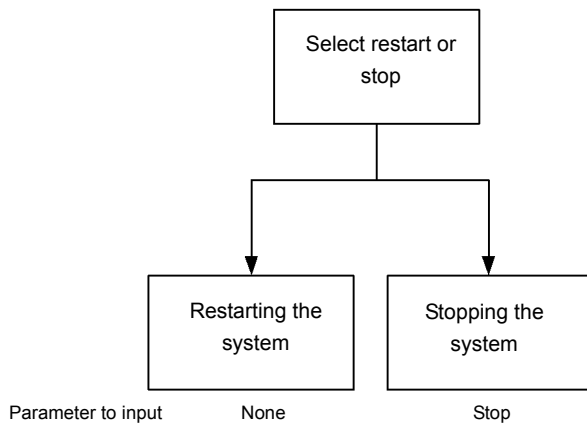 Select restart or
stop
Restarting the
system
Stopping the
system
Parameter to input None Stop